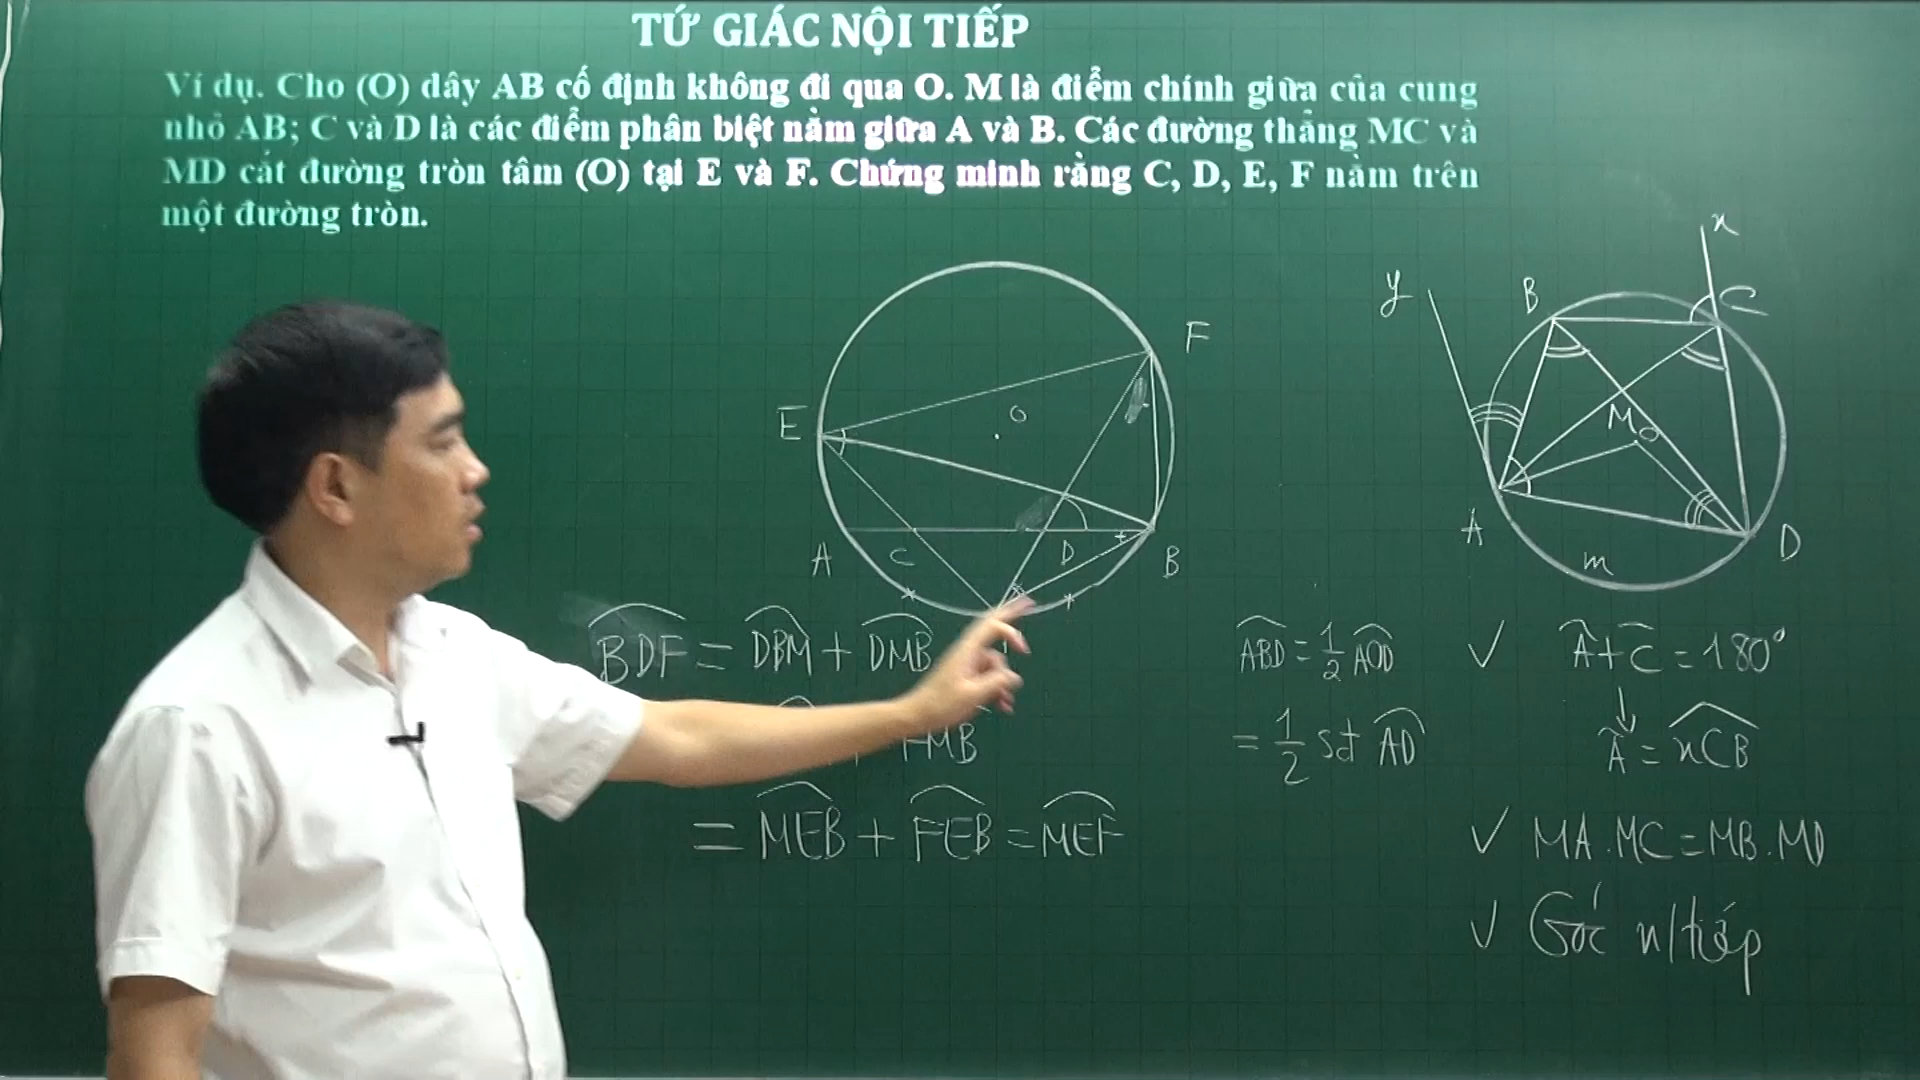 TỨ GIÁC NỘI TIẾP
Ví dụ. Cho (O) dây AB cố định không đi qua O. M là điểm chính giữa của cung
nhỏ AB; C và D là các điểm phân biệt nằm giữa A và B. Các đường thẳng MC và
MD cắt đường tròn tâm (O) tại E và F. Chứng minh rằng C, D, E, F nằm trên
một đường tròn.
x
y
B
C
F
E
O
M
O
A
C
D
B
A
m
D
BDF = DBM + DMB
FMB
= MEB + FEB = MEF
ABD = 1/2 AOD
= 1/2 sđ AD
✓ A + C = 180°
↓
A = xCB
✓ MA.MC = MB.MD
✓ Góc n/tiếp